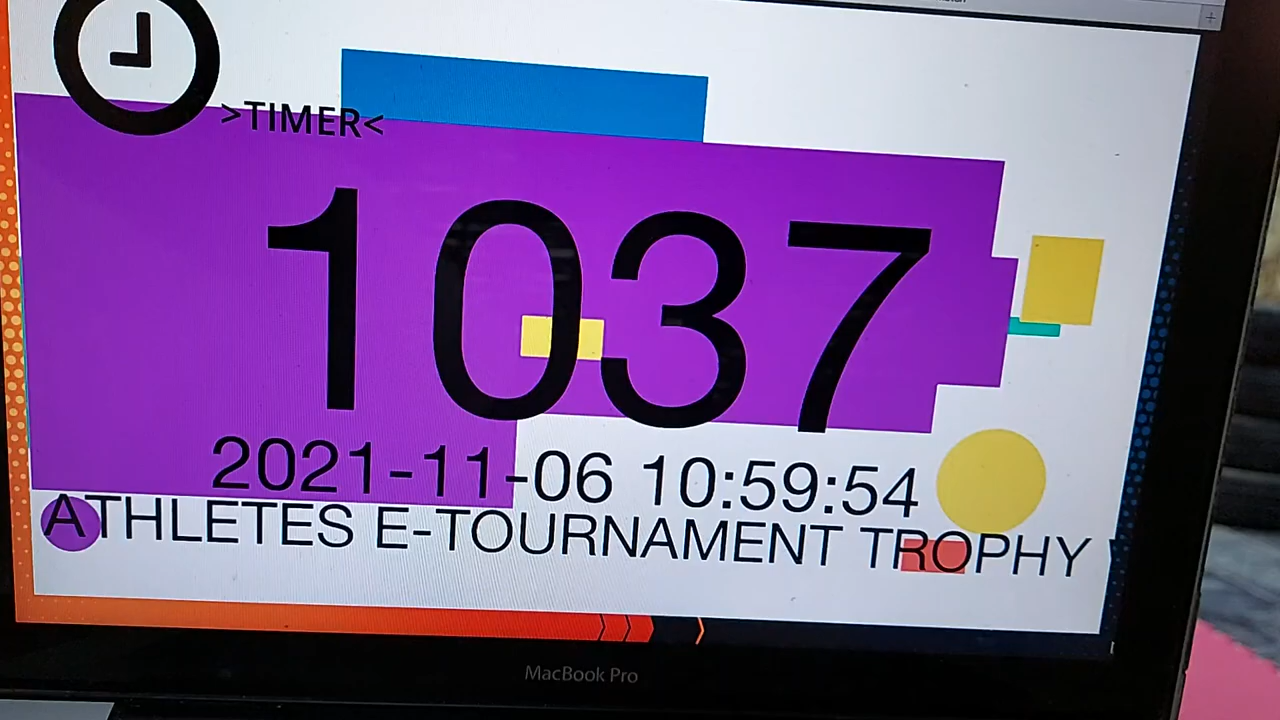 >TIMER<
1037
2021-11-06 10:59:54
ATHLETES E-TOURNAMENT TROPHY
MacBook Pro